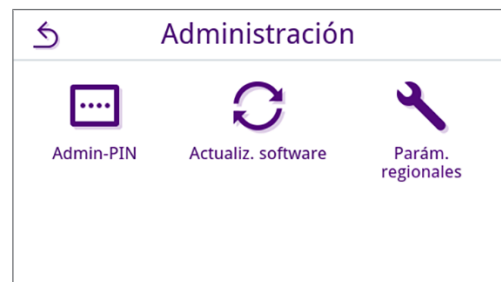 Administración
Admin-PIN
Actualiz. software
Parám.
regionales